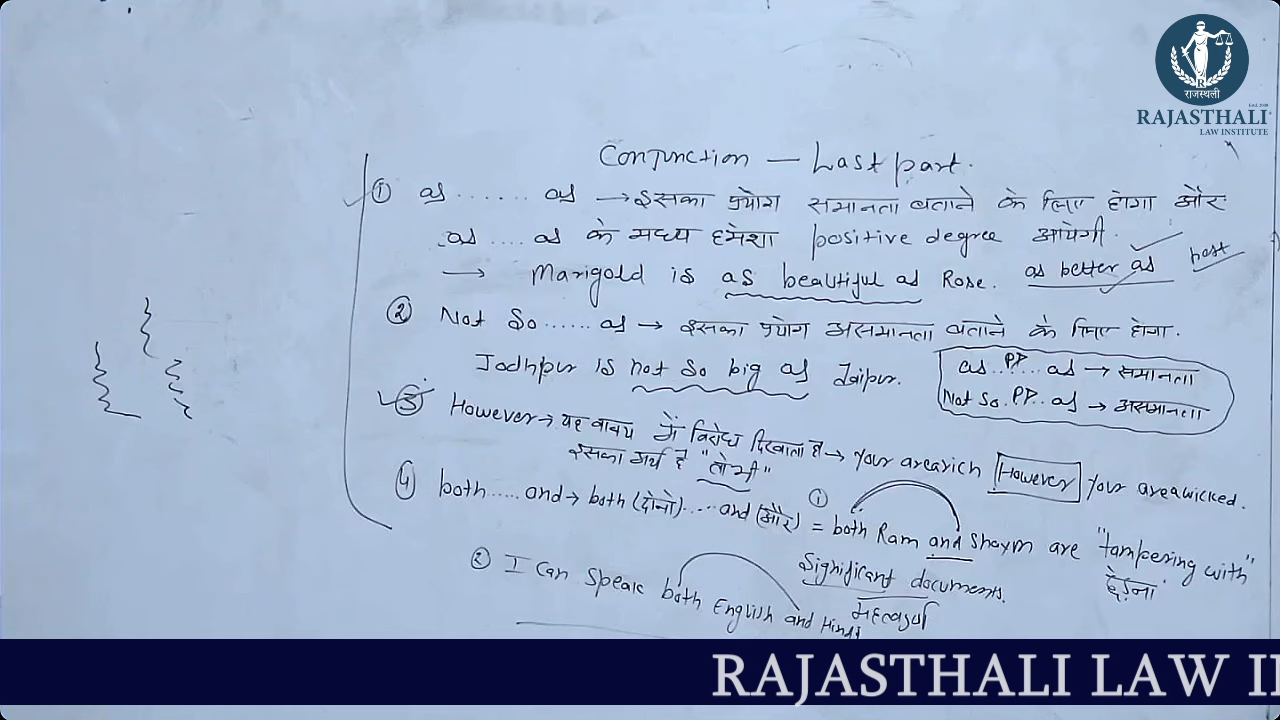 राजस्थली
Estd. 2008
RAJASTHALI
LAW INSTITUTE
Conjunction — Last part.
① as ...... as → इसका प्रयोग समानता बताने के लिए होगा और
as .... as के मध्य हमेशा positive degree आयेगी.
→ Marigold is as beautiful as Rose. as better as best
② Not So ...... as → इसका प्रयोग असमानता बताने के लिए होगा.
Jodhpur is not so big as Jaipur.
as .PD.. as → समानता
Not so .PD.. as → असमानता
③ However → यह वाक्य में विरोध दिखाता है → Your are a rich However Your are a wicked.
इसका अर्थ है "तो भी"
4 both ..... and → both (दोनो) ..... and (और) = ① both Ram and Shaym are "tampering with"
significant documents. छेड़ना
महत्वपूर्ण
② I can speak both English and Hindi
RAJASTHALI LAW I